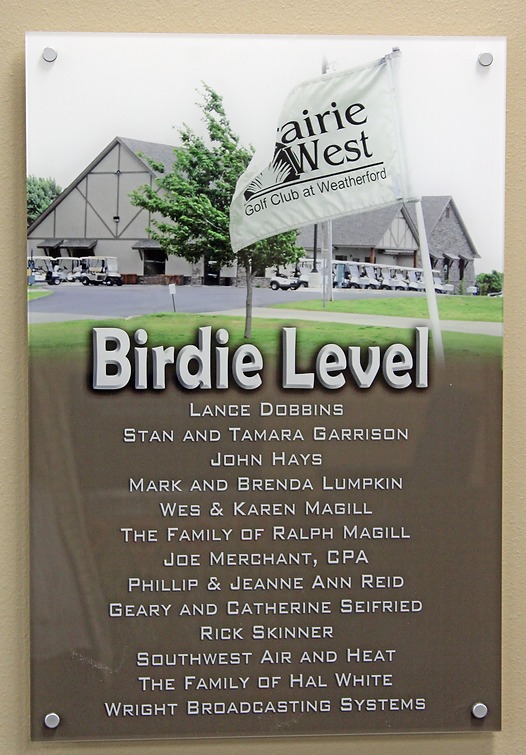 airie
West
Golf Club at Weatherford
Birdie Level
Lance Dobbins
Stan and Tamara Garrison
John Hays
Mark and Brenda Lumpkin
Wes & Karen Magill
The Family of Ralph Magill
Joe Merchant, CPA
Phillip & Jeanne Ann Reid
Geary and Catherine Seifried
Rick Skinner
Southwest Air and Heat
The Family of Hal White
Wright Broadcasting Systems